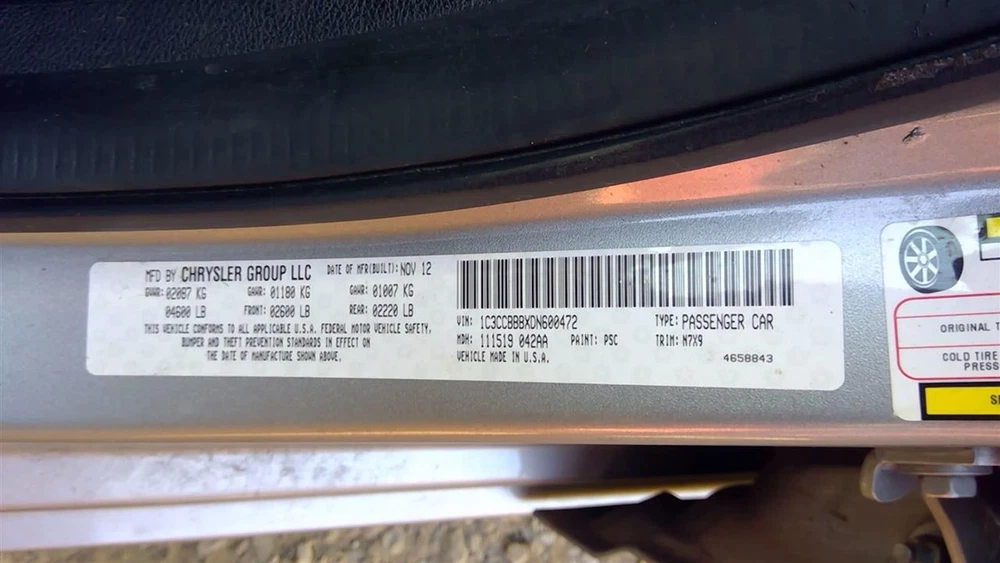 MFD BY CHRYSLER GROUP LLC DATE OF MFR(BUILT): NOV 12
GVWR: 02087 KG GAWR: 01180 KG GAWR: 01007 KG
04600 LB FRONT: 02600 LB REAR: 02220 LB
THIS VEHICLE CONFORMS TO ALL APPLICABLE U.S.A. FEDERAL MOTOR VEHICLE SAFETY,
BUMPER AND THEFT PREVENTION STANDARDS IN EFFECT ON
THE DATE OF MANUFACTURE SHOWN ABOVE.
VIN: 1C3CCBBBXDN600472 TYPE: PASSENGER CAR
MDH: 111519 042AA PAINT: PSC TRIM: N7X9
VEHICLE MADE IN U.S.A. 4658843
ORIGINAL T
COLD TIRE
PRESS